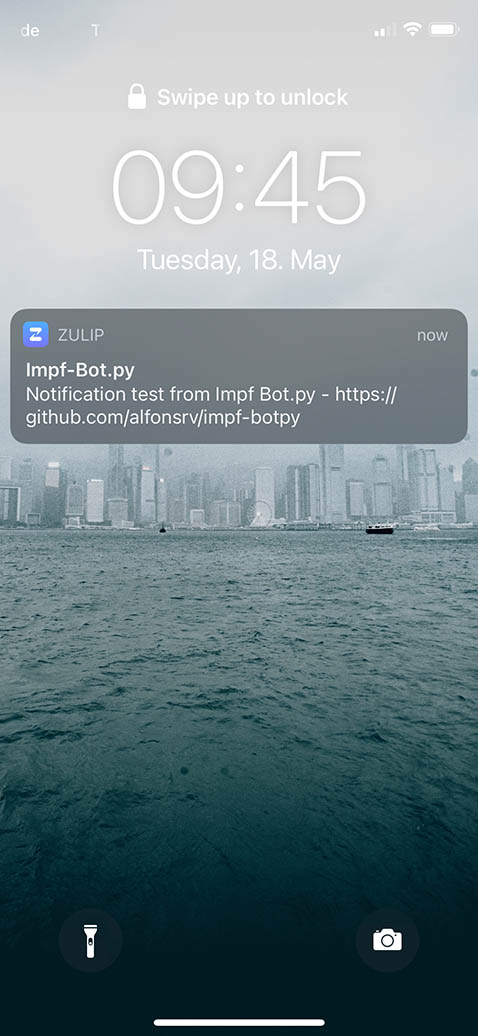 de T
Swipe up to unlock
09:45
Tuesday, 18. May
ZULIP now
Impf-Bot.py
Notification test from Impf Bot.py - https://
github.com/alfonsrv/impf-botpy